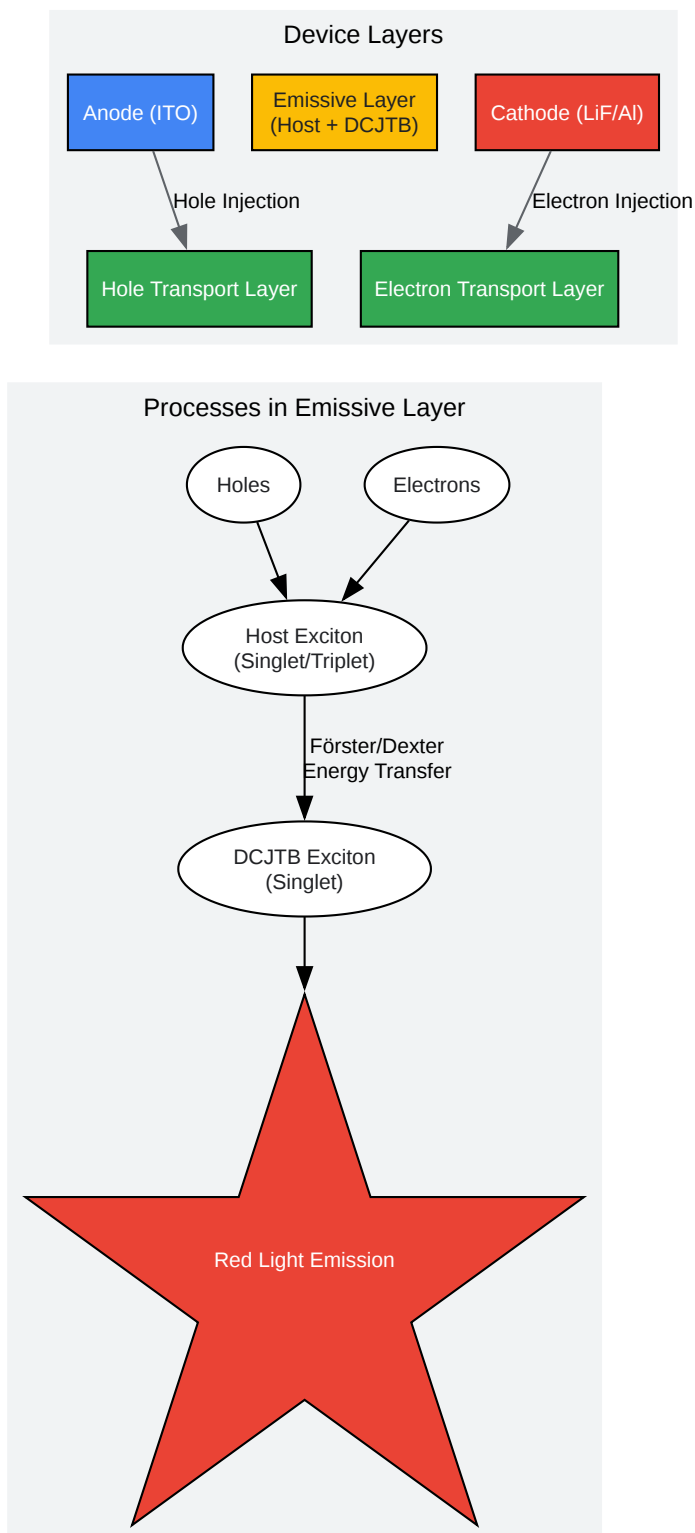 Device Layers
Anode (ITO)
Emissive Layer
(Host + DCJTB)
Cathode (LiF/Al)
Hole Injection
Electron Injection
Hole Transport Layer
Electron Transport Layer
Processes in Emissive Layer
Holes
Electrons
Host Exciton
(Singlet/Triplet)
Förster/Dexter
Energy Transfer
DCJTB Exciton
(Singlet)
Red Light Emission